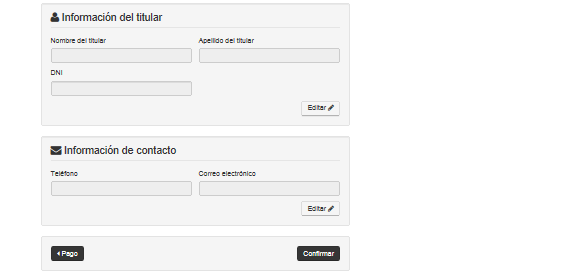 Información del titular
Nombre del titular Apellido del titular
DNI
Editar
Información de contacto
Teléfono Correo electrónico
Editar
Pago Confirmar